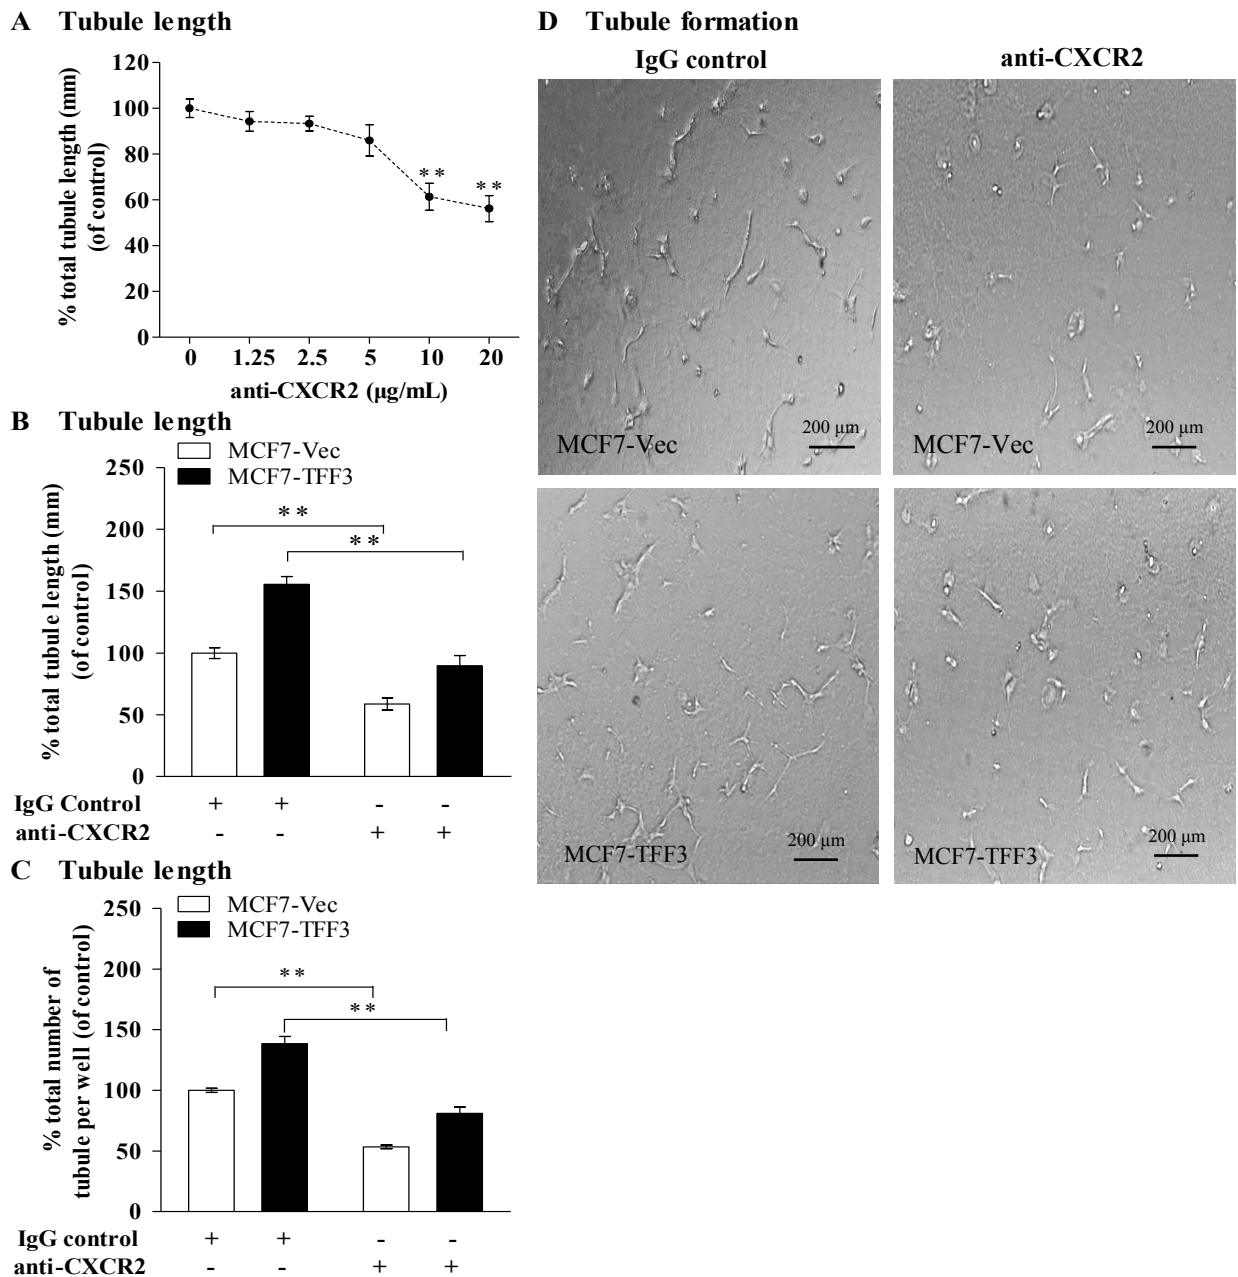 A Tubule length
% total tubule length (mm)
(of control)
120
100
80
60
40
20
0
**
**
0 1.25 2.5 5 10 20
anti-CXCR2 (μg/mL)
B Tubule length
MCF7-Vec
MCF7-TFF3
% total tubule length (mm)
(of control)
250
200
150
100
50
0
**
**
IgG Control + + - -
anti-CXCR2 - - + +
C Tubule length
MCF7-Vec
MCF7-TFF3
% total number of
tubule per well (of control)
250
200
150
100
50
0
**
**
IgG control + + - -
anti-CXCR2 - - + +
D Tubule formation
IgG control anti-CXCR2
MCF7-Vec 200 μm
MCF7-Vec 200 μm
MCF7-TFF3 200 μm
MCF7-TFF3 200 μm